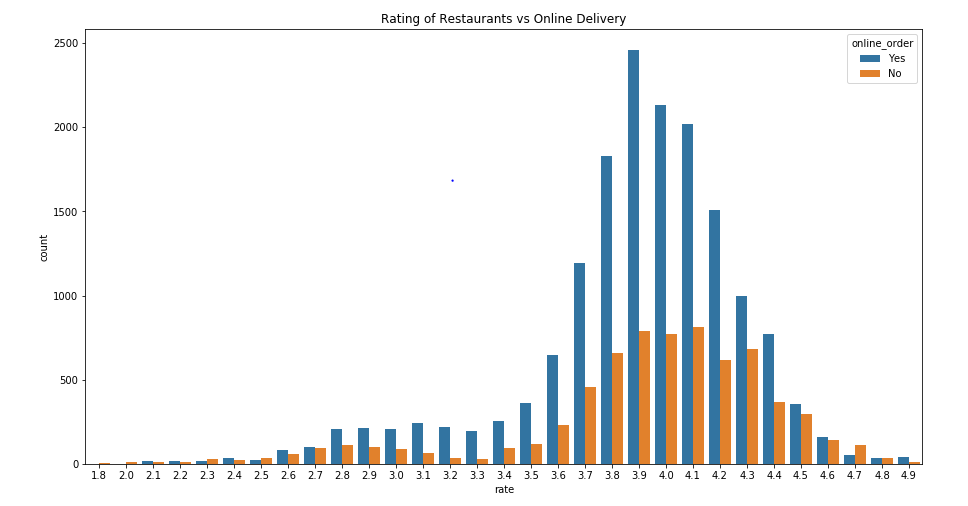 Rating of Restaurants vs Online Delivery
online_order
Yes
No
2500
2000
1500
1000
500
0
count
1.8 2.0 2.1 2.2 2.3 2.4 2.5 2.6 2.7 2.8 2.9 3.0 3.1 3.2 3.3 3.4 3.5 3.6 3.7 3.8 3.9 4.0 4.1 4.2 4.3 4.4 4.5 4.6 4.7 4.8 4.9
rate